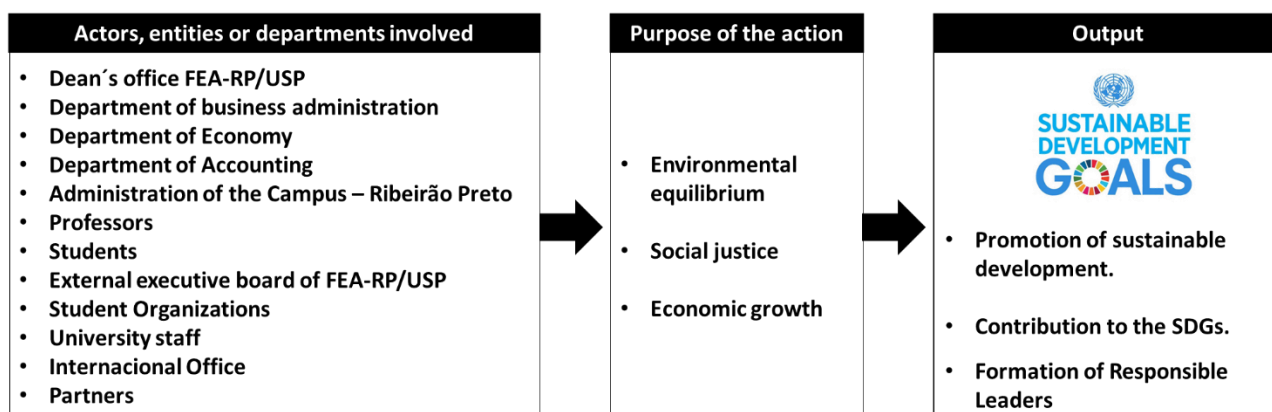 Actors, entities or departments involved
• Dean´s office FEA-RP/USP
• Department of business administration
• Department of Economy
• Department of Accounting
• Administration of the Campus – Ribeirão Preto
• Professors
• Students
• External executive board of FEA-RP/USP
• Student Organizations
• University staff
• Internacional Office
• Partners
Purpose of the action
• Environmental
equilibrium
• Social justice
• Economic growth
Output
SUSTAINABLE
DEVELOPMENT
GOALS
• Promotion of sustainable
development.
• Contribution to the SDGs.
• Formation of Responsible
Leaders